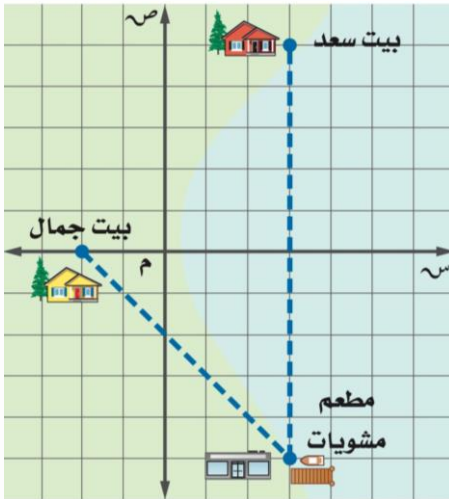 ص
بيت سعد
بيت جمال
س
م
مطعم
مشويات